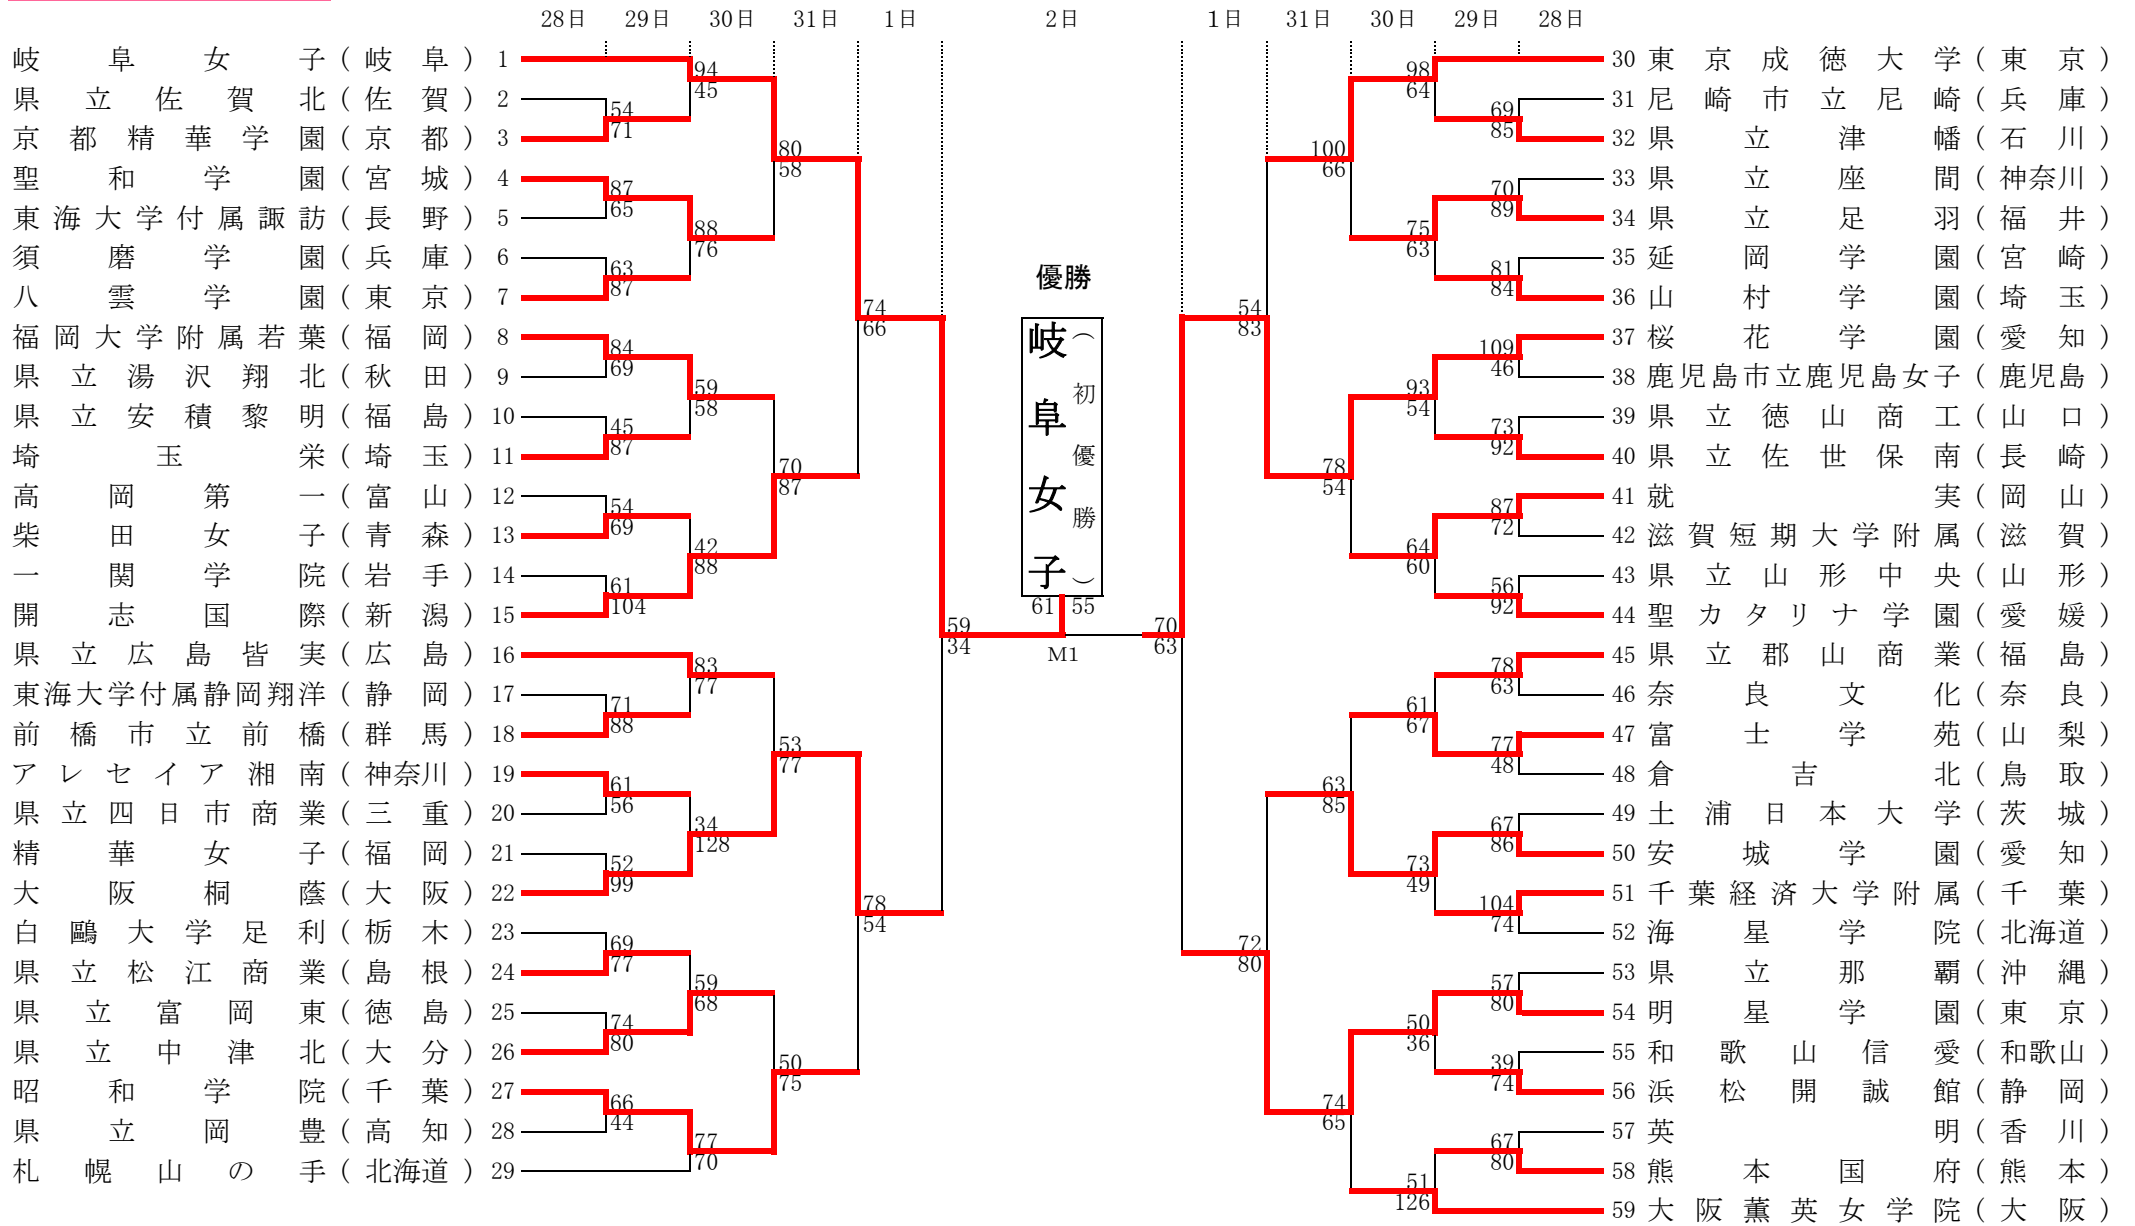 28日 29日 30日 31日 1日 2日 1日 31日 30日 29日 28日
岐阜女子(岐阜) 1
県立佐賀北(佐賀) 2
京都精華学園(京都) 3
聖和学園(宮城) 4
東海大学付属諏訪(長野) 5
須磨学園(兵庫) 6
八雲学園(東京) 7
福岡大学附属若葉(福岡) 8
県立湯沢翔北(秋田) 9
県立安積黎明(福島) 10
埼玉栄(埼玉) 11
高岡第一(富山) 12
柴田女子(青森) 13
一関学院(岩手) 14
開志国際(新潟) 15
県立広島皆実(広島) 16
東海大学付属静岡翔洋(静岡) 17
前橋市立前橋(群馬) 18
アレセイア湘南(神奈川) 19
県立四日市商業(三重) 20
精華女子(福岡) 21
大阪桐蔭(大阪) 22
白鷗大学足利(栃木) 23
県立松江商業(島根) 24
県立富岡東(徳島) 25
県立中津北(大分) 26
昭和学院(千葉) 27
県立岡豊(高知) 28
札幌山の手(北海道) 29
54
71
87
65
63
87
84
69
45
87
54
69
61
104
71
88
61
56
52
99
69
77
74
80
66
44
94
45
88
76
59
58
42
88
83
77
34
128
59
68
77
70
80
58
70
87
53
77
50
75
74
66
78
54
59
34
優勝
岐阜女子
(初優勝)
61 55
M1
70
63
54
83
72
80
100
66
78
54
63
85
74
65
98
64
75
63
93
54
64
60
61
67
73
49
50
36
51
126
69
85
70
89
81
84
109
46
73
92
87
72
56
92
78
63
77
48
67
86
104
74
57
80
39
74
67
80
30 東京成徳大学(東京)
31 尼崎市立尼崎(兵庫)
32 県立津幡(石川)
33 県立座間(神奈川)
34 県立足羽(福井)
35 延岡学園(宮崎)
36 山村学園(埼玉)
37 桜花学園(愛知)
38 鹿児島市立鹿児島女子(鹿児島)
39 県立徳山商工(山口)
40 県立佐世保南(長崎)
41 就実(岡山)
42 滋賀短期大学附属(滋賀)
43 県立山形中央(山形)
44 聖カタリナ学園(愛媛)
45 県立郡山商業(福島)
46 奈良文化(奈良)
47 富士学苑(山梨)
48 倉吉北(鳥取)
49 土浦日本大学(茨城)
50 安城学園(愛知)
51 千葉経済大学附属(千葉)
52 海星学院(北海道)
53 県立那覇(沖縄)
54 明星学園(東京)
55 和歌山信愛(和歌山)
56 浜松開誠館(静岡)
57 英明(香川)
58 熊本国府(熊本)
59 大阪薫英女学院(大阪)